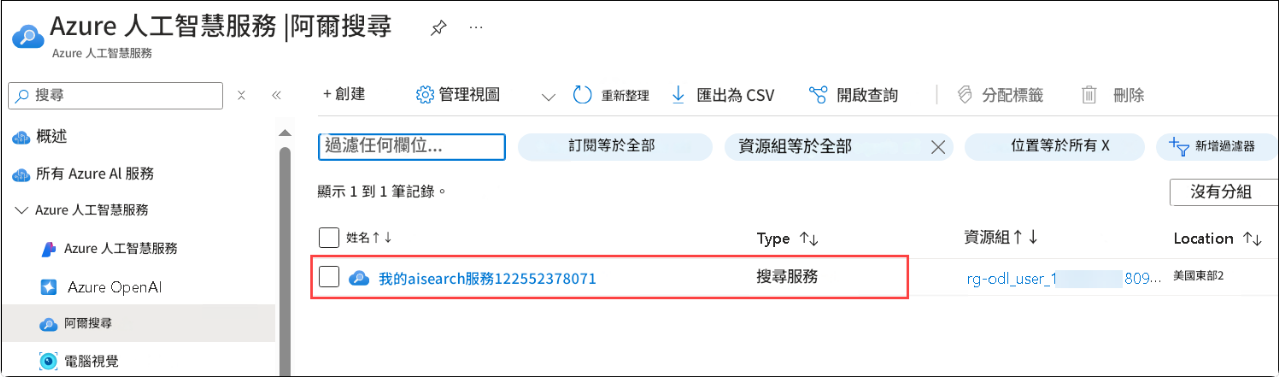 Azure 人工智慧服務 |阿爾搜尋
Azure 人工智慧服務
搜尋
+ 創建 管理視圖 重新整理 匯出為 CSV 開啟查詢 分配標籤 刪除
概述
所有 Azure Al 服務
Azure 人工智慧服務
Azure 人工智慧服務
Azure OpenAI
阿爾搜尋
電腦視覺
過濾任何欄位... 訂閱等於全部 資源組等於全部 位置等於所有 X 新增過濾器
顯示 1 到 1 筆記錄。 沒有分組
姓名↑↓ Type ↑↓ 資源組↑↓ Location ↑↓
我的aisearch服務122552378071 搜尋服務 rg-odl_user_1 809... 美國東部2